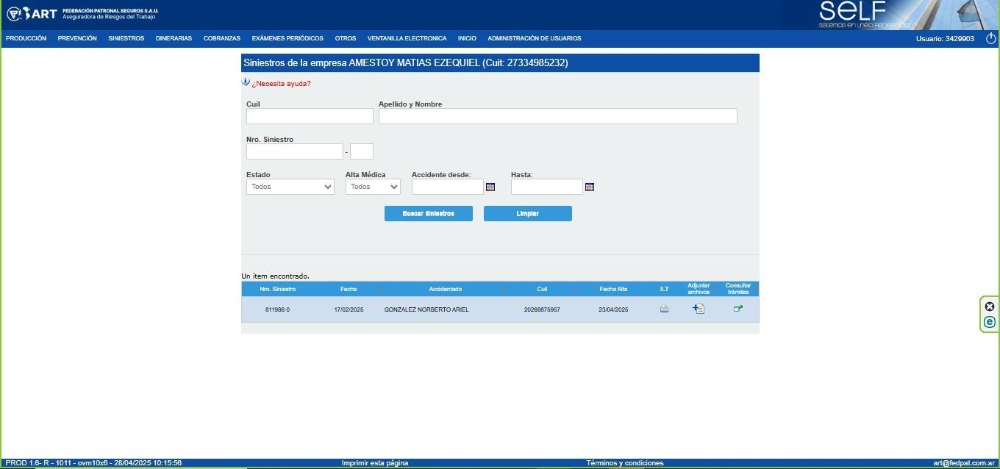 ART FEDERACIÓN PATRONAL SEGUROS S.A.U.
Aseguradora de Riesgos del Trabajo
SELF
sistemas en línea federación
PRODUCCIÓN PREVENCIÓN SINIESTROS DINERARIAS COBRANZAS EXÁMENES PERIÓDICOS OTROS VENTANILLA ELECTRONICA INICIO ADMINISTRACIÓN DE USUARIOS Usuario: 3429903
Siniestros de la empresa AMESTOY MATIAS EZEQUIEL (Cuit: 27334985232)
¿Necesita ayuda?
Cuil Apellido y Nombre
Nro. Siniestro
-
Estado Alta Médica Accidente desde: Hasta:
Todos Todos
Buscar Siniestros Limpiar
Un ítem encontrado.
Nro. Siniestro Fecha Accidentado Cuil Fecha Alta ILT Adjuntar archivos Consultar trámites
811986-0 17/02/2025 GONZALEZ NORBERTO ARIEL 20268875957 23/04/2025
PROD 1.6- R - 1011 - ovm10x6 - 28/04/2025 10:15:56 Imprimir esta página Términos y condiciones art@fedpat.com.ar